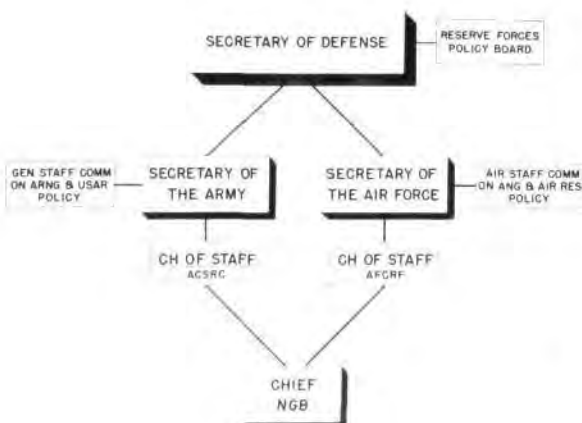 SECRETARY OF DEFENSE
RESERVE FORCES
POLICY BOARD
GEN STAFF COMM
ON ARNG & USAR
POLICY
SECRETARY OF
THE ARMY
SECRETARY OF
THE AIR FORCE
AIR STAFF COMM
ON ANG & AIR RES
POLICY
CH OF STAFF
ACSRC
CH OF STAFF
AFCRF
CHIEF
NGB